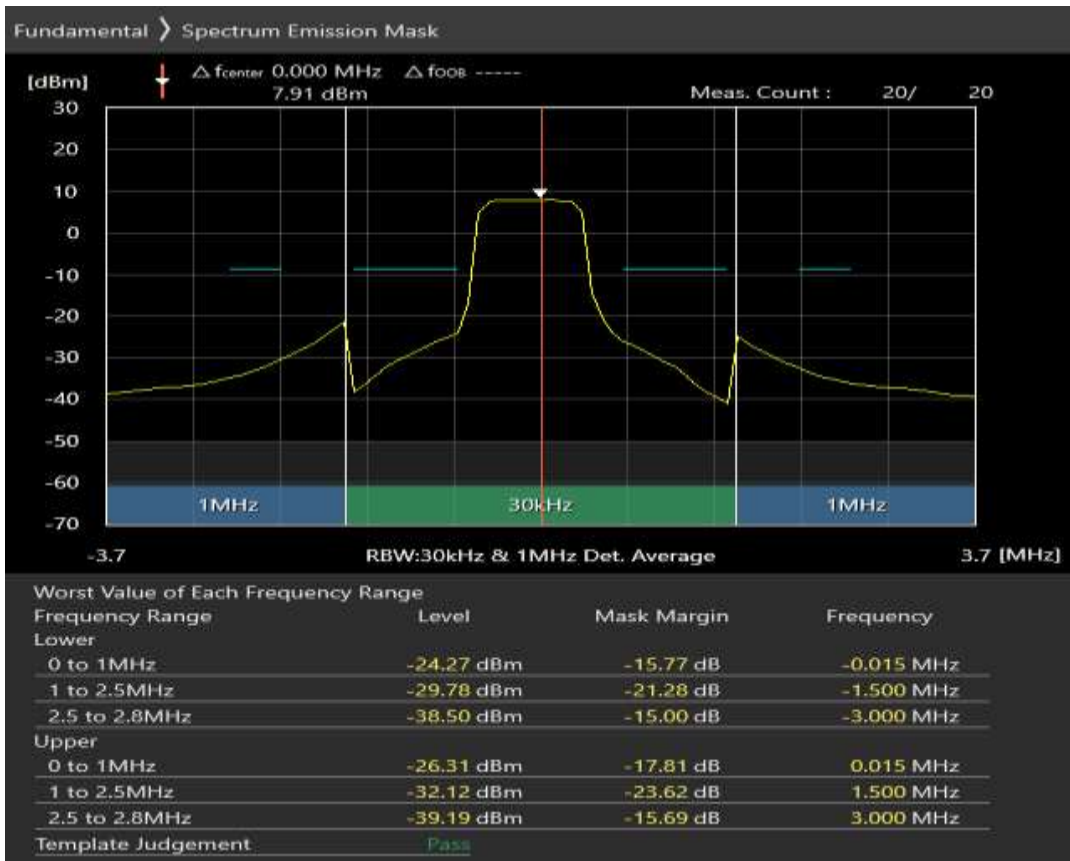 Fundamental ❯ Spectrum Emission Mask
[dBm] △ fcenter 0.000 MHz △ fOOB -----
7.91 dBm Meas. Count : 20/ 20
30
20
10
0
-10
-20
-30
-40
-50
-60
1MHz 30kHz 1MHz
-70
-3.7 RBW:30kHz & 1MHz Det. Average 3.7 [MHz]
Worst Value of Each Frequency Range
Frequency Range Level Mask Margin Frequency
Lower
0 to 1MHz -24.27 dBm -15.77 dB -0.015 MHz
1 to 2.5MHz -29.78 dBm -21.28 dB -1.500 MHz
2.5 to 2.8MHz -38.50 dBm -15.00 dB -3.000 MHz
Upper
0 to 1MHz -26.31 dBm -17.81 dB 0.015 MHz
1 to 2.5MHz -32.12 dBm -23.62 dB 1.500 MHz
2.5 to 2.8MHz -39.19 dBm -15.69 dB 3.000 MHz
Template Judgement Pass